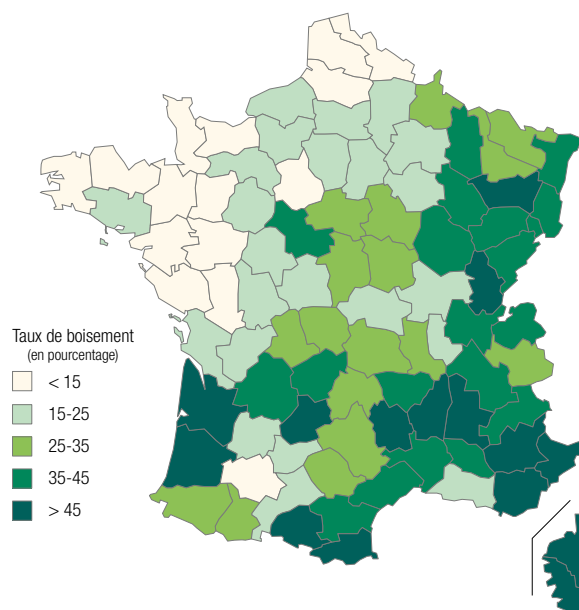 Taux de boisement
(en pourcentage)
< 15
15-25
25-35
35-45
> 45